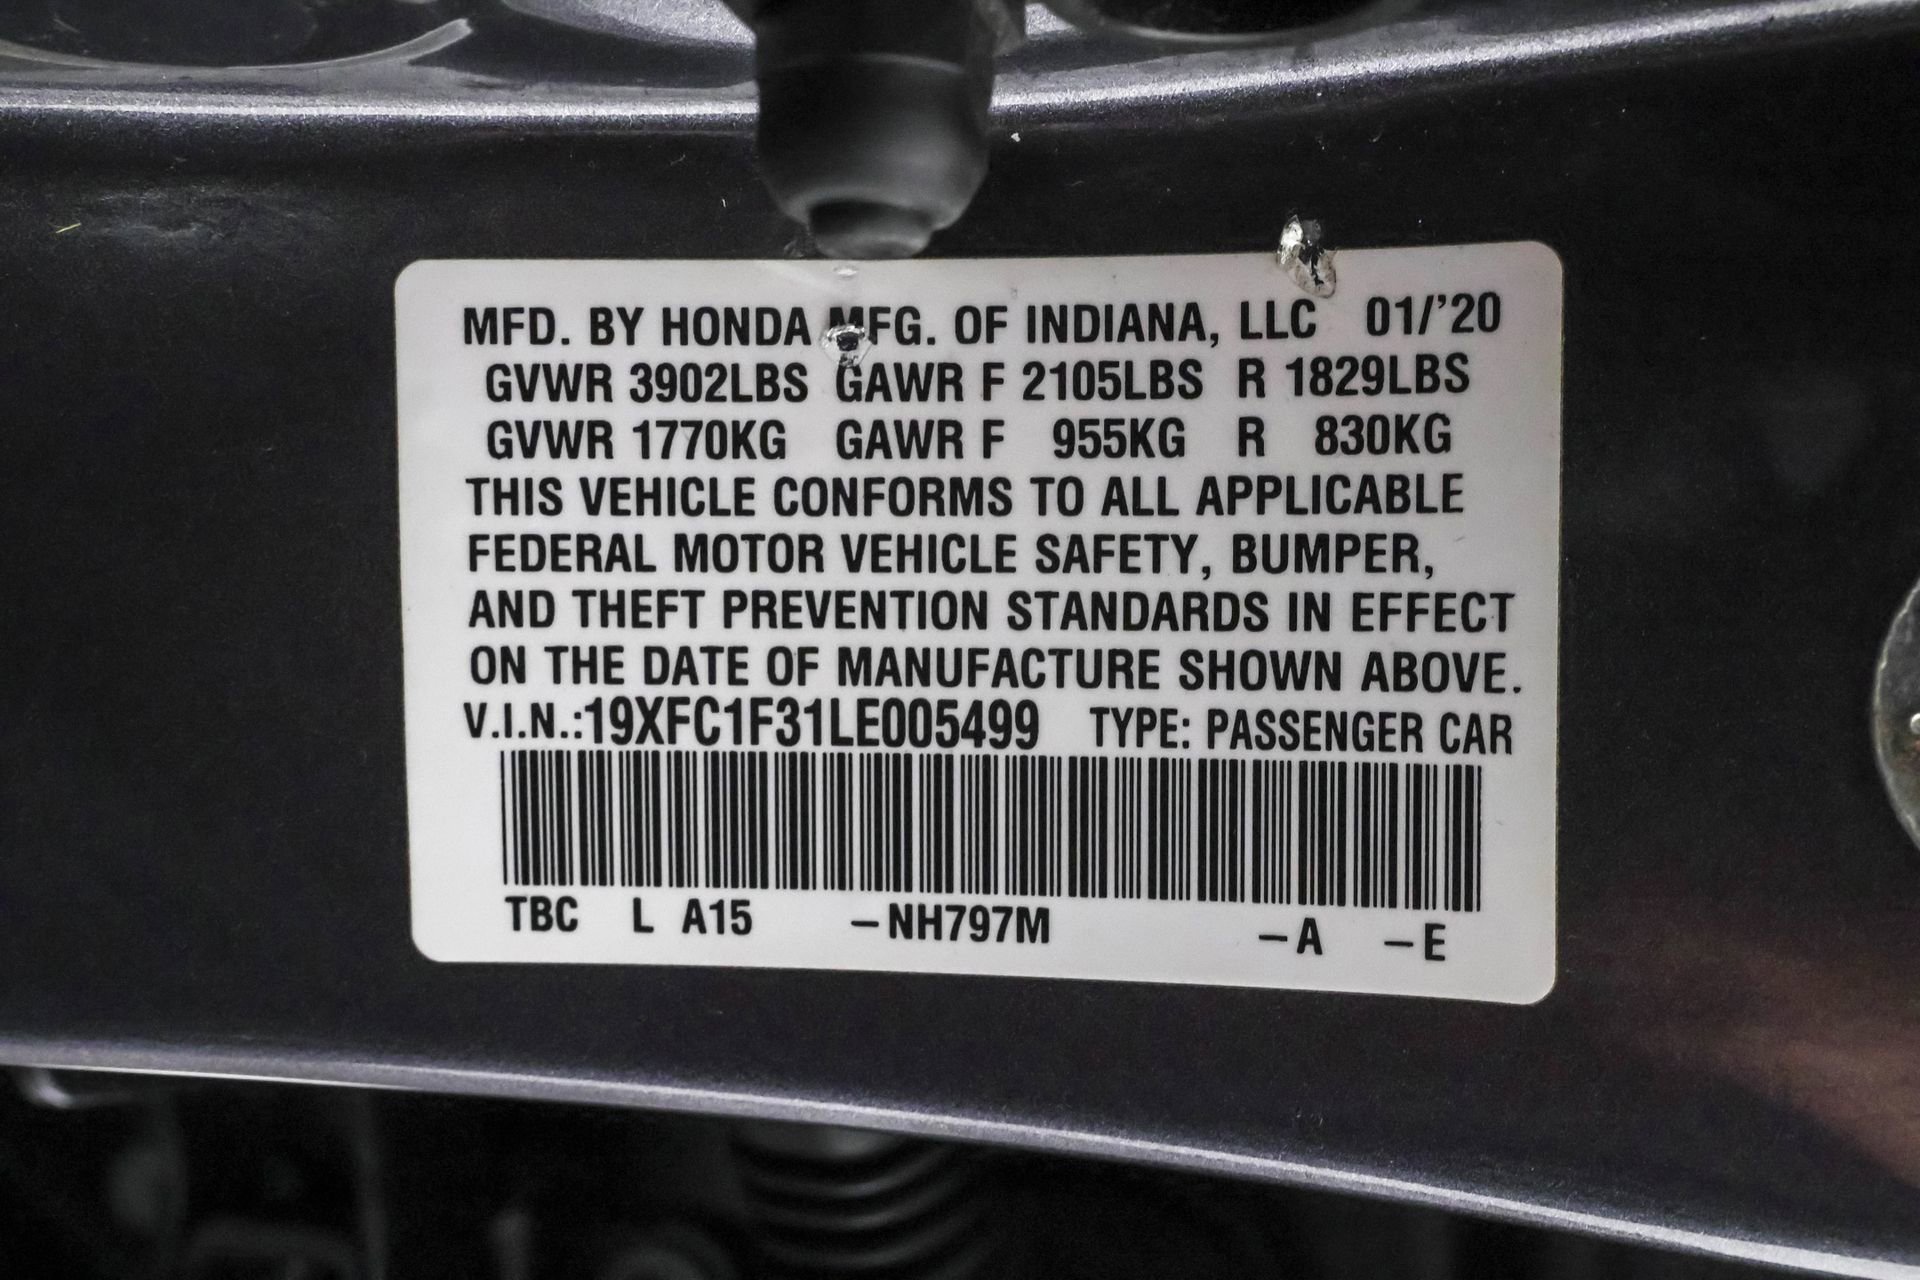 MFD. BY HONDA MFG. OF INDIANA, LLC 01/'20
GVWR 3902LBS GAWR F 2105LBS R 1829LBS
GVWR 1770KG GAWR F 955KG R 830KG
THIS VEHICLE CONFORMS TO ALL APPLICABLE
FEDERAL MOTOR VEHICLE SAFETY, BUMPER,
AND THEFT PREVENTION STANDARDS IN EFFECT
ON THE DATE OF MANUFACTURE SHOWN ABOVE.
V.I.N.:19XFC1F31LE005499 TYPE: PASSENGER CAR
TBC L A15 –NH797M –A –E